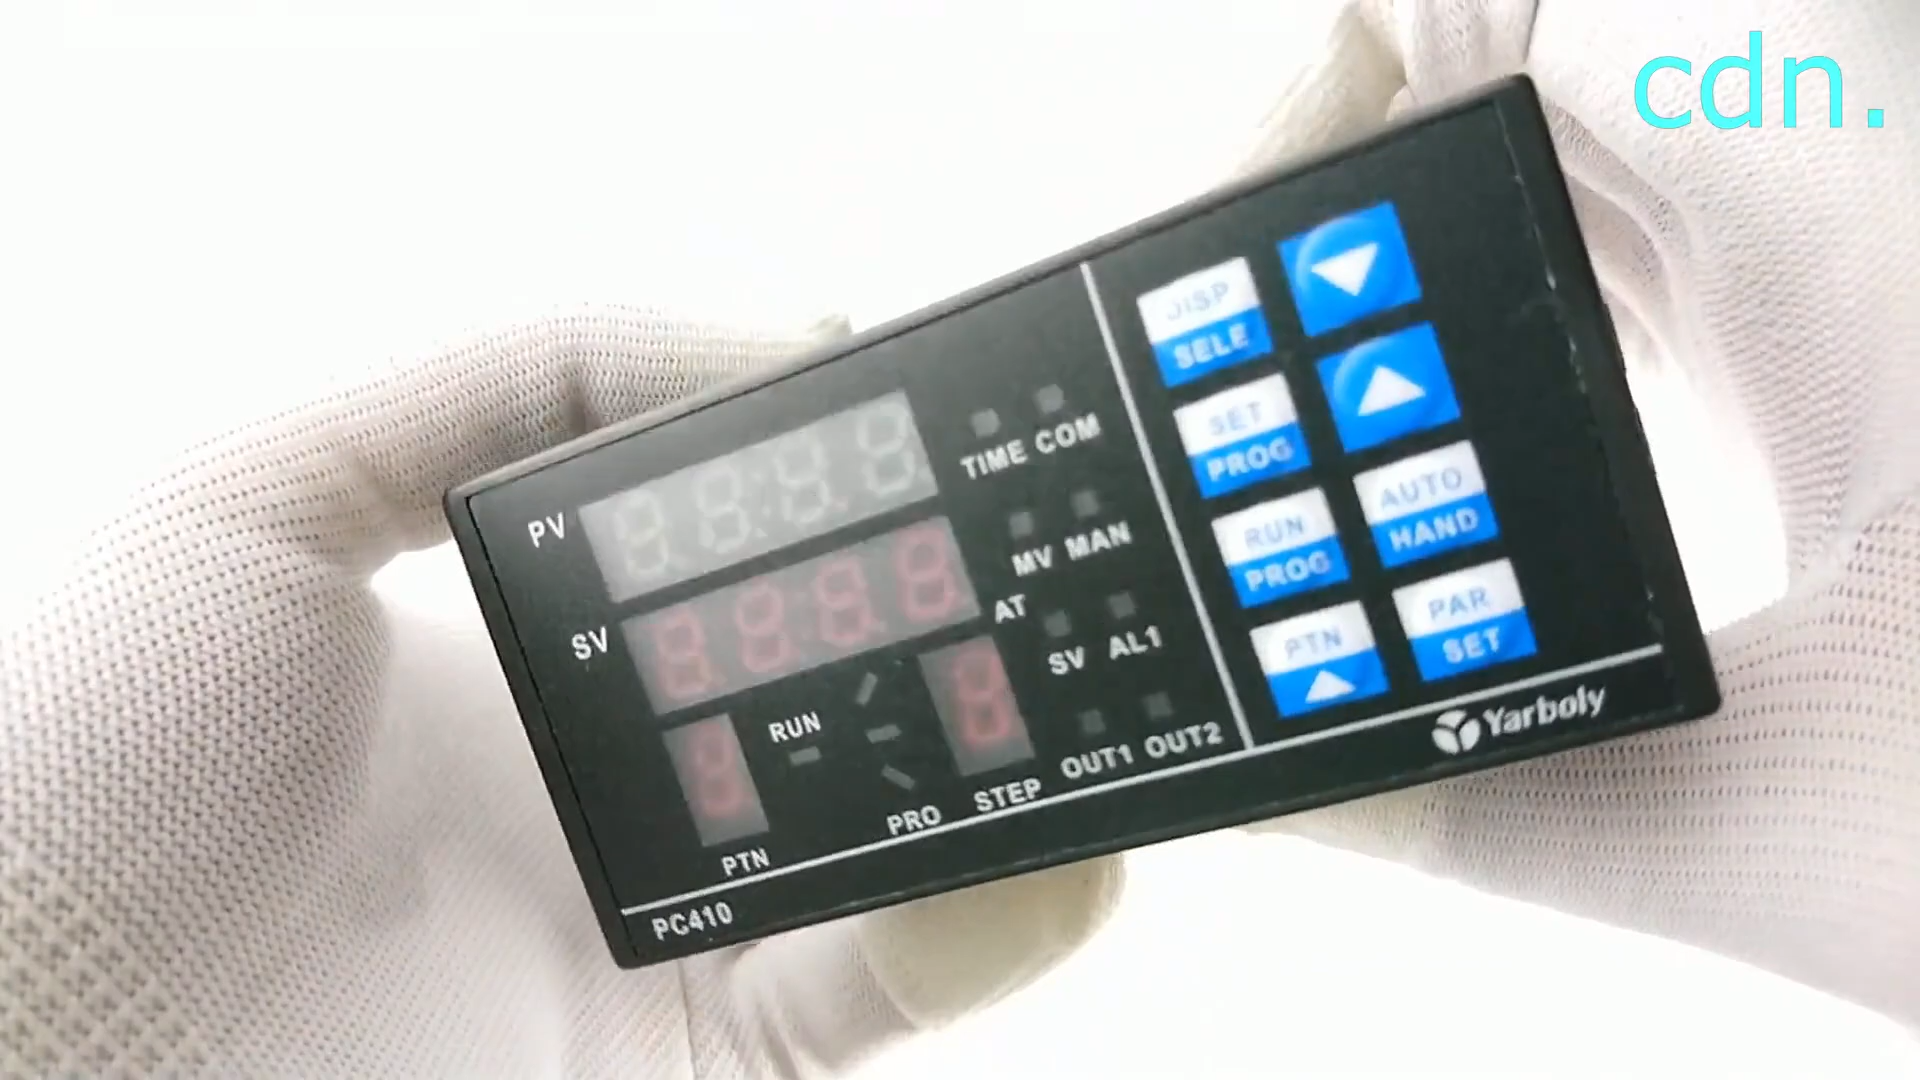 cdn.
PV
SV
TIME COM
MV MAN
AT
SV AL1
OUT1 OUT2
RUN
PRO
STEP
PTN
DISP
SELE
SET
PROG
RUN
PROG
AUTO
HAND
PTN
PAR
SET
Yarboly
PC410